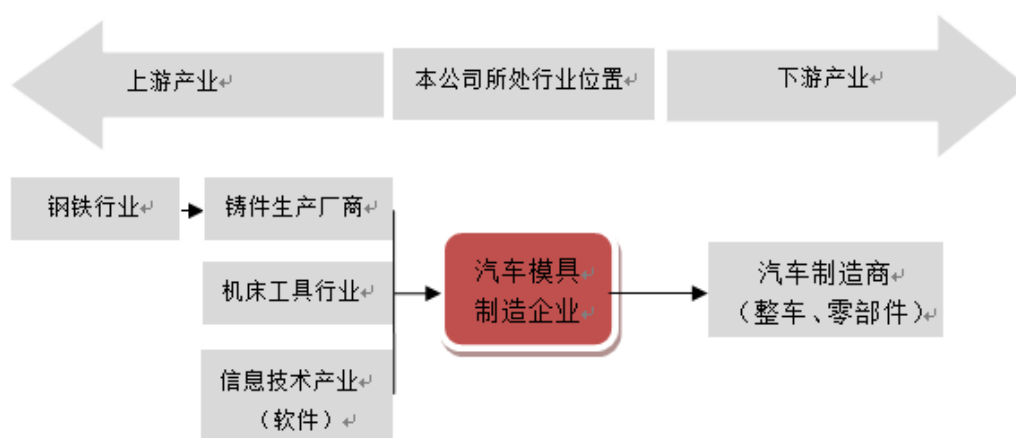 上游产业
本公司所处行业位置
下游产业
钢铁行业
铸件生产厂商
机床工具行业
信息技术产业
（软件）
汽车模具
制造企业
汽车制造商
（整车、零部件）